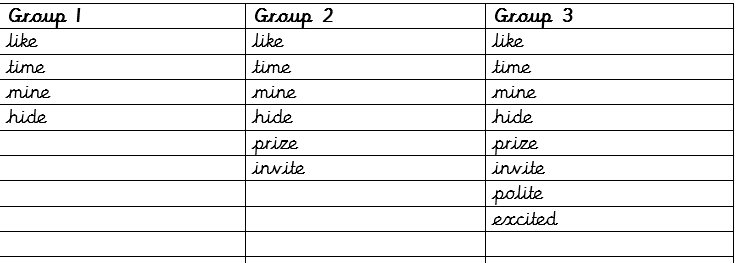 Group 1 Group 2 Group 3
like like like
time time time
mine mine mine
hide hide hide
prize prize
invite invite
polite
excited